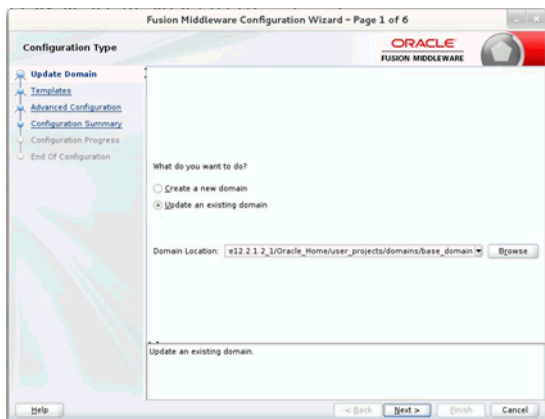 Fusion Middleware Configuration Wizard - Page 1 of 6
Configuration Type
ORACLE
FUSION MIDDLEWARE
Update Domain
Templates
Advanced Configuration
Configuration Summary
Configuration Progress
End Of Configuration
What do you want to do?
Create a new domain
Update an existing domain
Domain Location: e12.2.1.2_1/Oracle_Home/user_projects/domains/base_domain Browse
Update an existing domain.
Help < Back Next > Finish Cancel